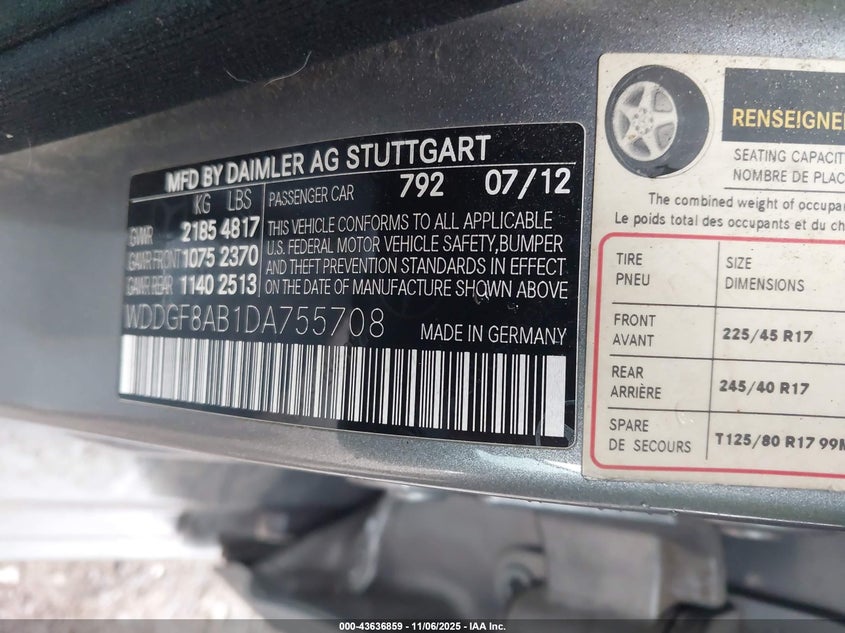 MFD BY DAIMLER AG STUTTGART
KG LBS PASSENGER CAR 792 07/12
GVWR 2185 4817
GAWR FRONT 1075 2370
GAWR REAR 1140 2513
THIS VEHICLE CONFORMS TO ALL APPLICABLE
U.S. FEDERAL MOTOR VEHICLE SAFETY, BUMPER
AND THEFT PREVENTION STANDARDS IN EFFECT
ON THE DATE OF MANUFACTURE SHOWN ABOVE
WDDGF8AB1DA755708 MADE IN GERMANY
SEATING CAPACIT
NOMBRE DE PLAC
The combined weight of occupa
Le poids total des occupants et du ch
TIRE SIZE
PNEU DIMENSIONS
FRONT
AVANT 225/45 R17
REAR
ARRIÈRE 245/40 R17
SPARE
DE SECOURS T125/80 R17 99M
RENSEIGNE
000-43636859 - 11/06/2025 - IAA Inc.